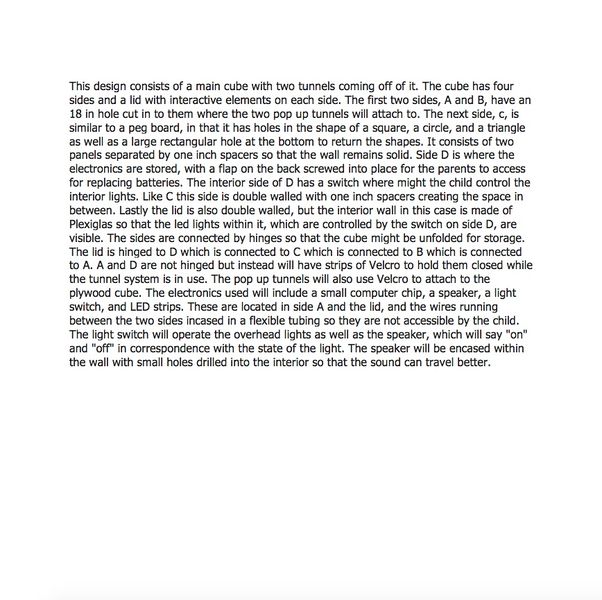 This design consists of a main cube with two tunnels coming off of it. The cube has four
sides and a lid with interactive elements on each side. The first two sides, A and B, have an
18 in hole cut in to them where the two pop up tunnels will attach to. The next side, c, is
similar to a peg board, in that it has holes in the shape of a square, a circle, and a triangle
as well as a large rectangular hole at the bottom to return the shapes. It consists of two
panels separated by one inch spacers so that the wall remains solid. Side D is where the
electronics are stored, with a flap on the back screwed into place for the parents to access
for replacing batteries. The interior side of D has a switch where might the child control the
interior lights. Like C this side is double walled with one inch spacers creating the space in
between. Lastly the lid is also double walled, but the interior wall in this case is made of
Plexiglas so that the led lights within it, which are controlled by the switch on side D, are
visible. The sides are connected by hinges so that the cube might be unfolded for storage.
The lid is hinged to D which is connected to C which is connected to B which is connected
to A. A and D are not hinged but instead will have strips of Velcro to hold them closed while
the tunnel system is in use. The pop up tunnels will also use Velcro to attach to the
plywood cube. The electronics used will include a small computer chip, a speaker, a light
switch, and LED strips. These are located in side A and the lid, and the wires running
between the two sides incased in a flexible tubing so they are not accessible by the child.
The light switch will operate the overhead lights as well as the speaker, which will say "on"
and "off" in correspondence with the state of the light. The speaker will be encased within
the wall with small holes drilled into the interior so that the sound can travel better.